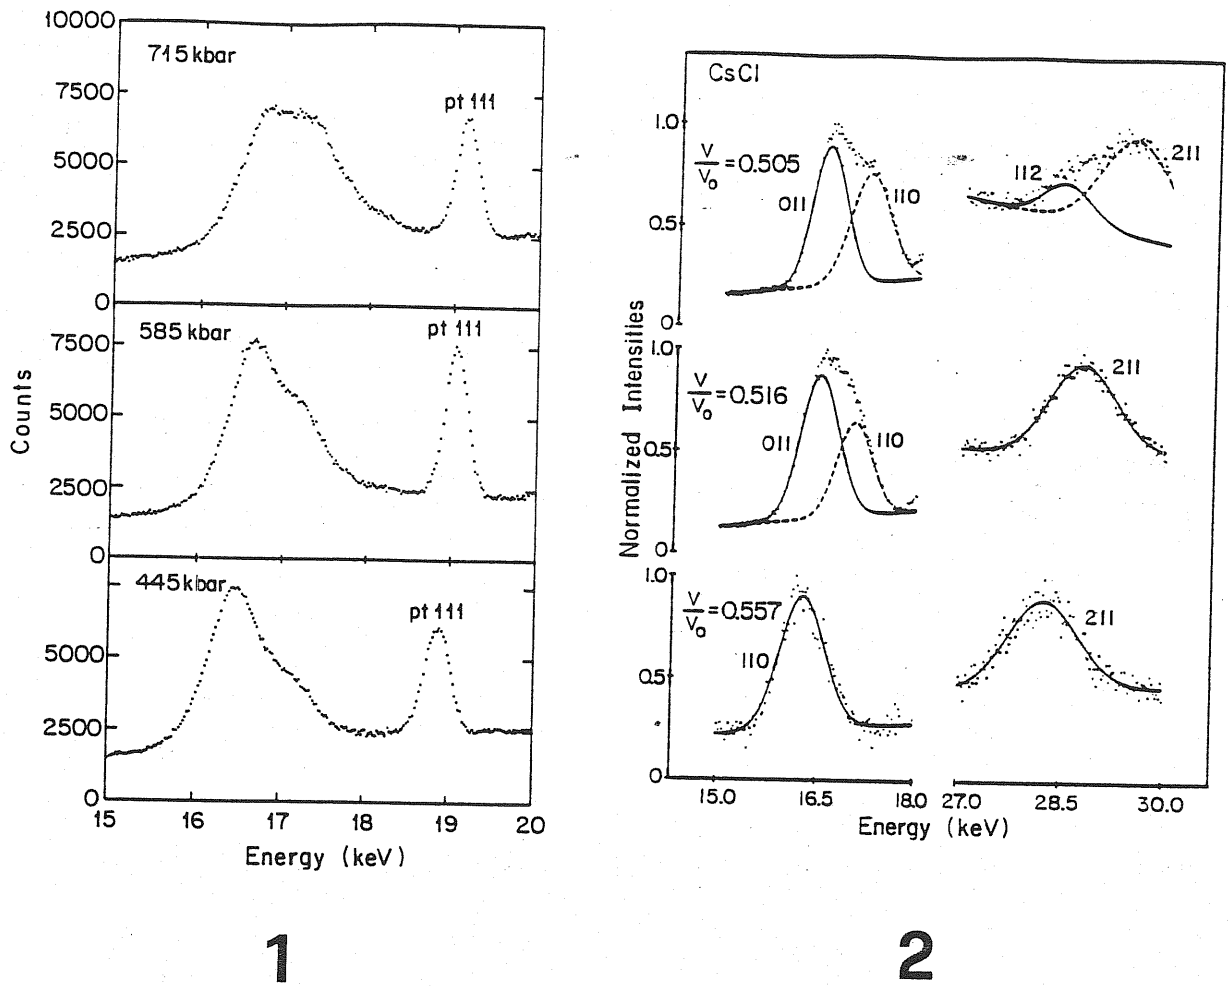 10000
715 kbar
7500
pt 111
5000
2500
0
585 kbar
pt 111
7500
5000
2500
0
445 kbar
pt 111
5000
2500
0
15 16 17 18 19 20
Counts
Energy (keV)
1
CsCl
1.0
V/V₀=0.505
011
110
112
211
0.5
0
1.0
V/V₀=0.516
011
110
211
0.5
0
1.0
V/V₀=0.557
110
211
0.5
0
15.0 16.5 18.0 27.0 28.5 30.0
Normalized Intensities
Energy (keV)
2